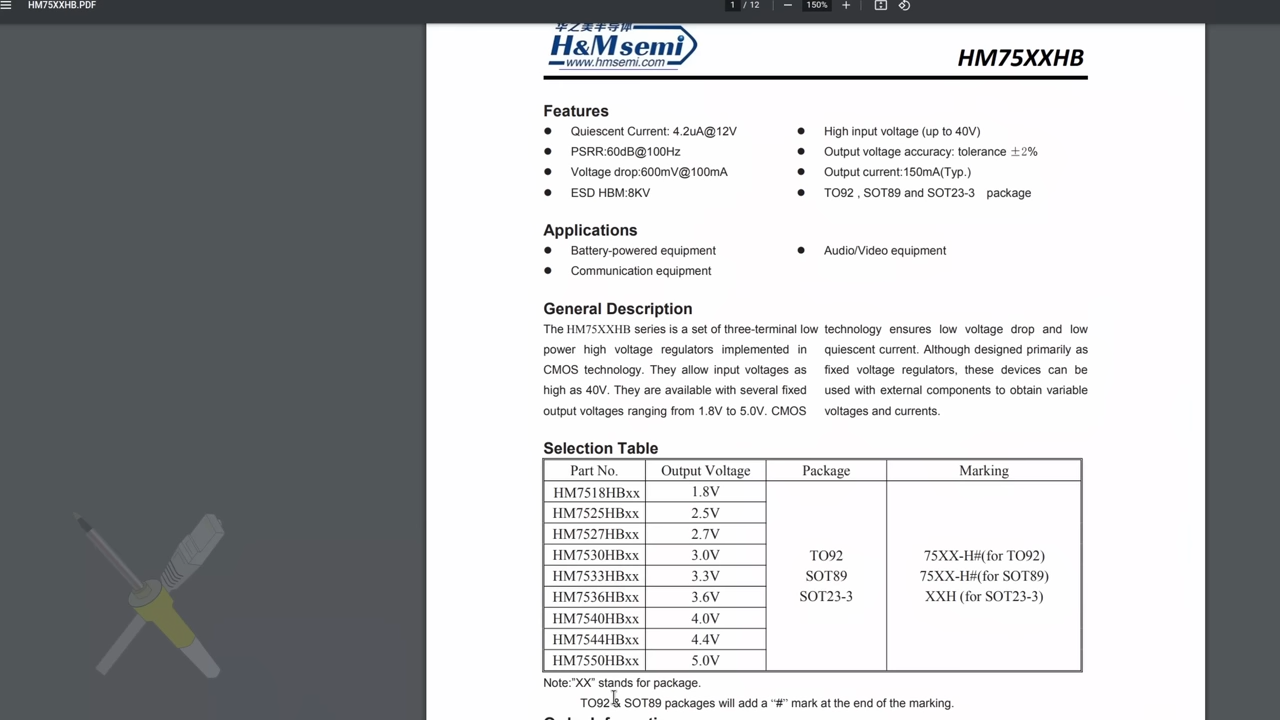 HM75XXHB.PDF
1 / 12
150%
华之美半导体
H&M semi
www.hmsemi.com
HM75XXHB
Features
● Quiescent Current: 4.2uA@12V
● PSRR:60dB@100Hz
● Voltage drop:600mV@100mA
● ESD HBM:8KV
● High input voltage (up to 40V)
● Output voltage accuracy: tolerance ±2%
● Output current:150mA(Typ.)
● TO92 , SOT89 and SOT23-3 package
Applications
● Battery-powered equipment
● Communication equipment
● Audio/Video equipment
General Description
The HM75XXHB series is a set of three-terminal low
power high voltage regulators implemented in
CMOS technology. They allow input voltages as
high as 40V. They are available with several fixed
output voltages ranging from 1.8V to 5.0V. CMOS
technology ensures low voltage drop and low
quiescent current. Although designed primarily as
fixed voltage regulators, these devices can be
used with external components to obtain variable
voltages and currents.
Selection Table
Part No. Output Voltage Package Marking
HM7518HBxx 1.8V
HM7525HBxx 2.5V
HM7527HBxx 2.7V
HM7530HBxx 3.0V TO92 75XX-H#(for TO92)
HM7533HBxx 3.3V SOT89 75XX-H#(for SOT89)
HM7536HBxx 3.6V SOT23-3 XXH (for SOT23-3)
HM7540HBxx 4.0V
HM7544HBxx 4.4V
HM7550HBxx 5.0V
Note:"XX" stands for package.
TO92 & SOT89 packages will add a "#" mark at the end of the marking.